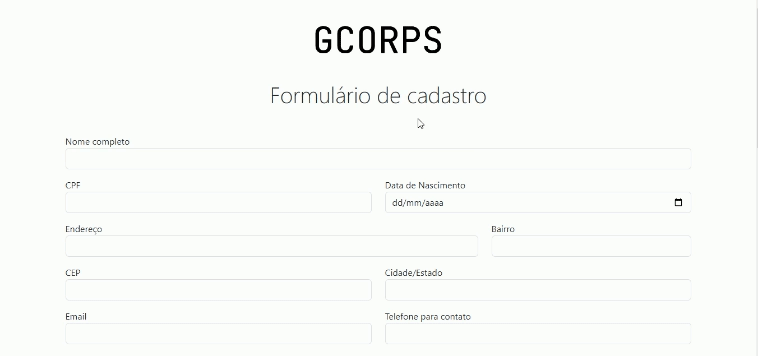 GCORPS
Formulário de cadastro
Nome completo
CPF Data de Nascimento
dd/mm/aaaa
Endereço Bairro
CEP Cidade/Estado
Email Telefone para contato